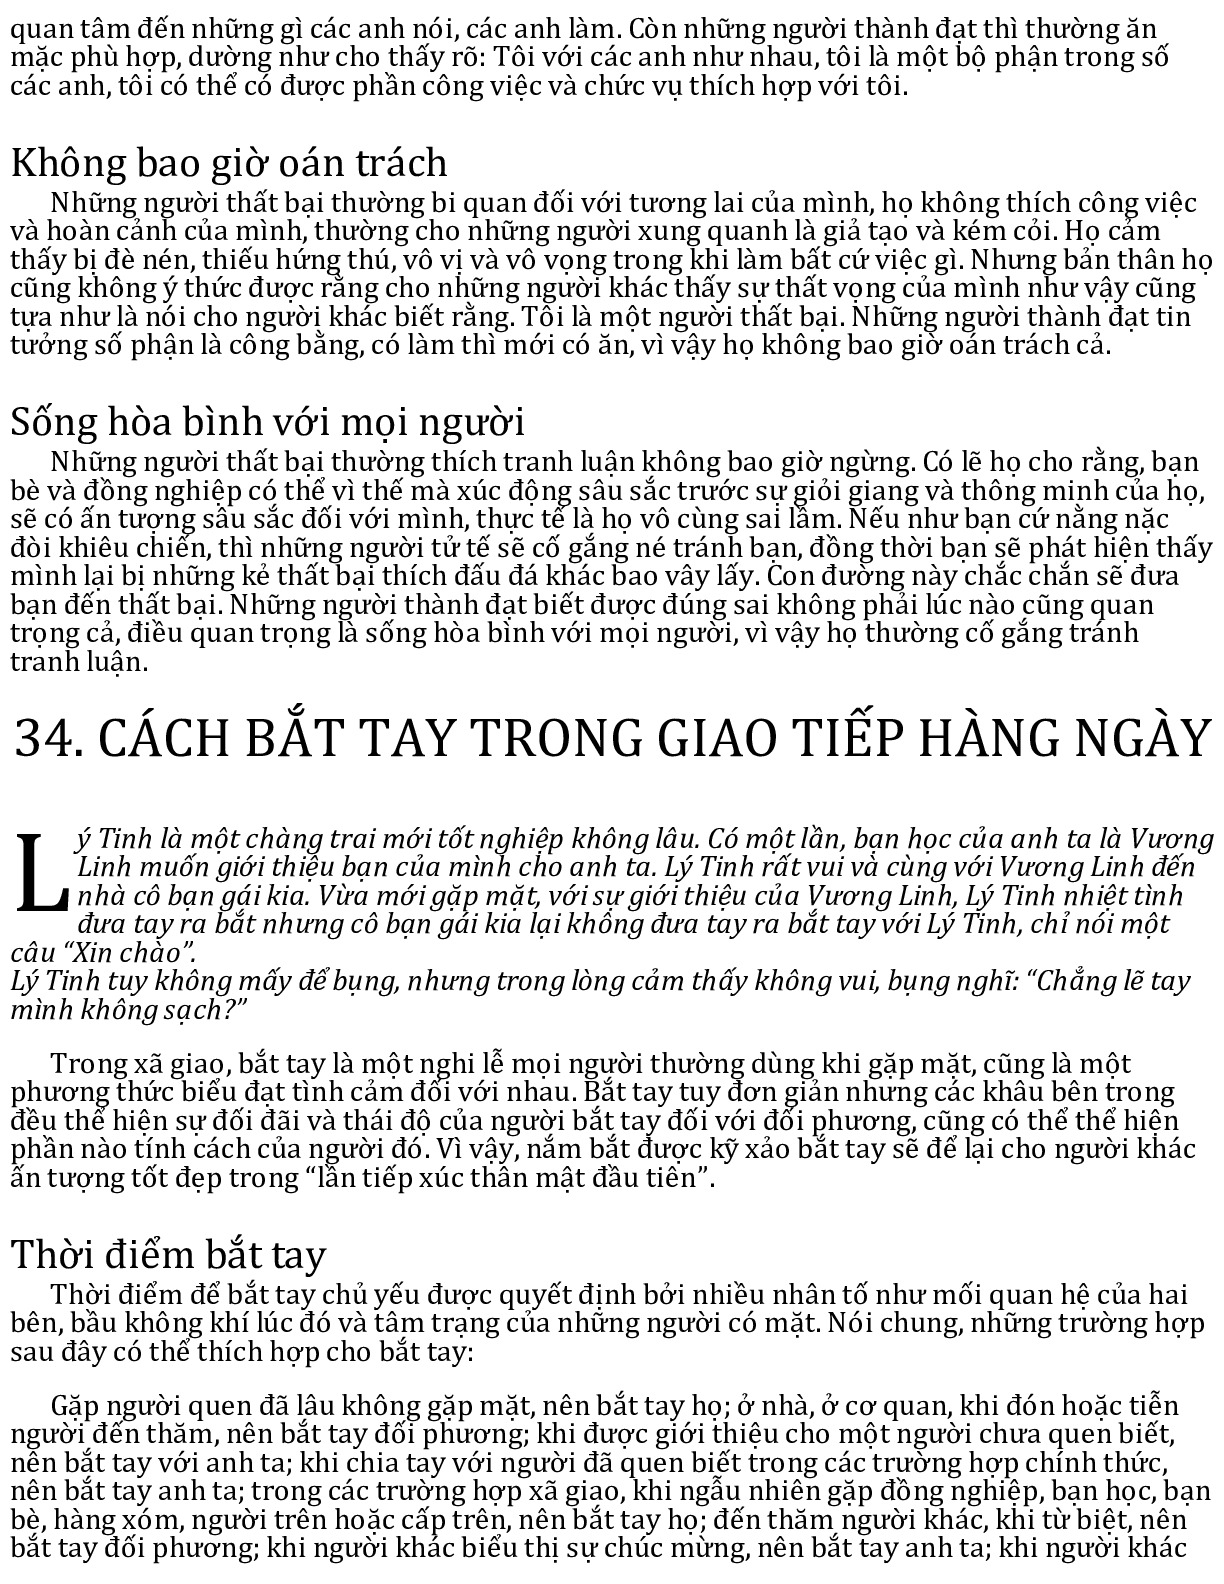 quan tâm đến những gì các anh nói, các anh làm. Còn những người thành đạt thì thường ăn
mặc phù hợp, dường như cho thấy rõ: Tôi với các anh như nhau, tôi là một bộ phận trong số
các anh, tôi có thể có được phần công việc và chức vụ thích hợp với tôi.
Không bao giờ oán trách
Những người thất bại thường bi quan đối với tương lai của mình, họ không thích công việc
và hoàn cảnh của mình, thường cho những người xung quanh là giả tạo và kém cỏi. Họ cảm
thấy bị đè nén, thiếu hứng thú, vô vị và vô vọng trong khi làm bất cứ việc gì. Nhưng bản thân họ
cũng không ý thức được rằng cho những người khác thấy sự thất vọng của mình như vậy cũng
tựa như là nói cho người khác biết rằng. Tôi là một người thất bại. Những người thành đạt tin
tưởng số phận là công bằng, có làm thì mới có ăn, vì vậy họ không bao giờ oán trách cả.
Sống hòa bình với mọi người
Những người thất bại thường thích tranh luận không bao giờ ngừng. Có lẽ họ cho rằng, bạn
bè và đồng nghiệp có thể vì thế mà xúc động sâu sắc trước sự giỏi giang và thông minh của họ,
sẽ có ấn tượng sâu sắc đối với mình, thực tế là họ vô cùng sai lầm. Nếu như bạn cứ nằng nặc
đòi khiêu chiến, thì những người tử tế sẽ cố gắng né tránh bạn, đồng thời bạn sẽ phát hiện thấy
mình lại bị những kẻ thất bại thích đấu đá khác bao vây lấy. Con đường này chắc chắn sẽ đưa
bạn đến thất bại. Những người thành đạt biết được đúng sai không phải lúc nào cũng quan
trọng cả, điều quan trọng là sống hòa bình với mọi người, vì vậy họ thường cố gắng tránh
tranh luận.
34. CÁCH BẮT TAY TRONG GIAO TIẾP HÀNG NGÀY
Lý Tinh là một chàng trai mới tốt nghiệp không lâu. Có một lần, bạn học của anh ta là Vương
Linh muốn giới thiệu bạn của mình cho anh ta. Lý Tinh rất vui và cùng với Vương Linh đến
nhà cô bạn gái kia. Vừa mới gặp mặt, với sự giới thiệu của Vương Linh, Lý Tinh nhiệt tình
đưa tay ra bắt nhưng cô bạn gái kia lại không đưa tay ra bắt tay với Lý Tinh, chỉ nói một
câu “Xin chào”.
Lý Tinh tuy không mấy để bụng, nhưng trong lòng cảm thấy không vui, bụng nghĩ: “Chẳng lẽ tay
mình không sạch?”
Trong xã giao, bắt tay là một nghi lễ mọi người thường dùng khi gặp mặt, cũng là một
phương thức biểu đạt tình cảm đối với nhau. Bắt tay tuy đơn giản nhưng các khâu bên trong
đều thể hiện sự đối đãi và thái độ của người bắt tay đối với đối phương, cũng có thể thể hiện
phần nào tính cách của người đó. Vì vậy, nắm bắt được kỹ xảo bắt tay sẽ để lại cho người khác
ấn tượng tốt đẹp trong “lần tiếp xúc thân mật đầu tiên”.
Thời điểm bắt tay
Thời điểm để bắt tay chủ yếu được quyết định bởi nhiều nhân tố như mối quan hệ của hai
bên, bầu không khí lúc đó và tâm trạng của những người có mặt. Nói chung, những trường hợp
sau đây có thể thích hợp cho bắt tay:
Gặp người quen đã lâu không gặp mặt, nên bắt tay họ; ở nhà, ở cơ quan, khi đón hoặc tiễn
người đến thăm, nên bắt tay đối phương; khi được giới thiệu cho một người chưa quen biết,
nên bắt tay với anh ta; khi chia tay với người đã quen biết trong các trường hợp chính thức,
nên bắt tay anh ta; trong các trường hợp xã giao, khi ngẫu nhiên gặp đồng nghiệp, bạn học, bạn
bè, hàng xóm, người trên hoặc cấp trên, nên bắt tay họ; đến thăm người khác, khi từ biệt, nên
bắt tay đối phương; khi người khác biểu thị sự chúc mừng, nên bắt tay anh ta; khi người khác